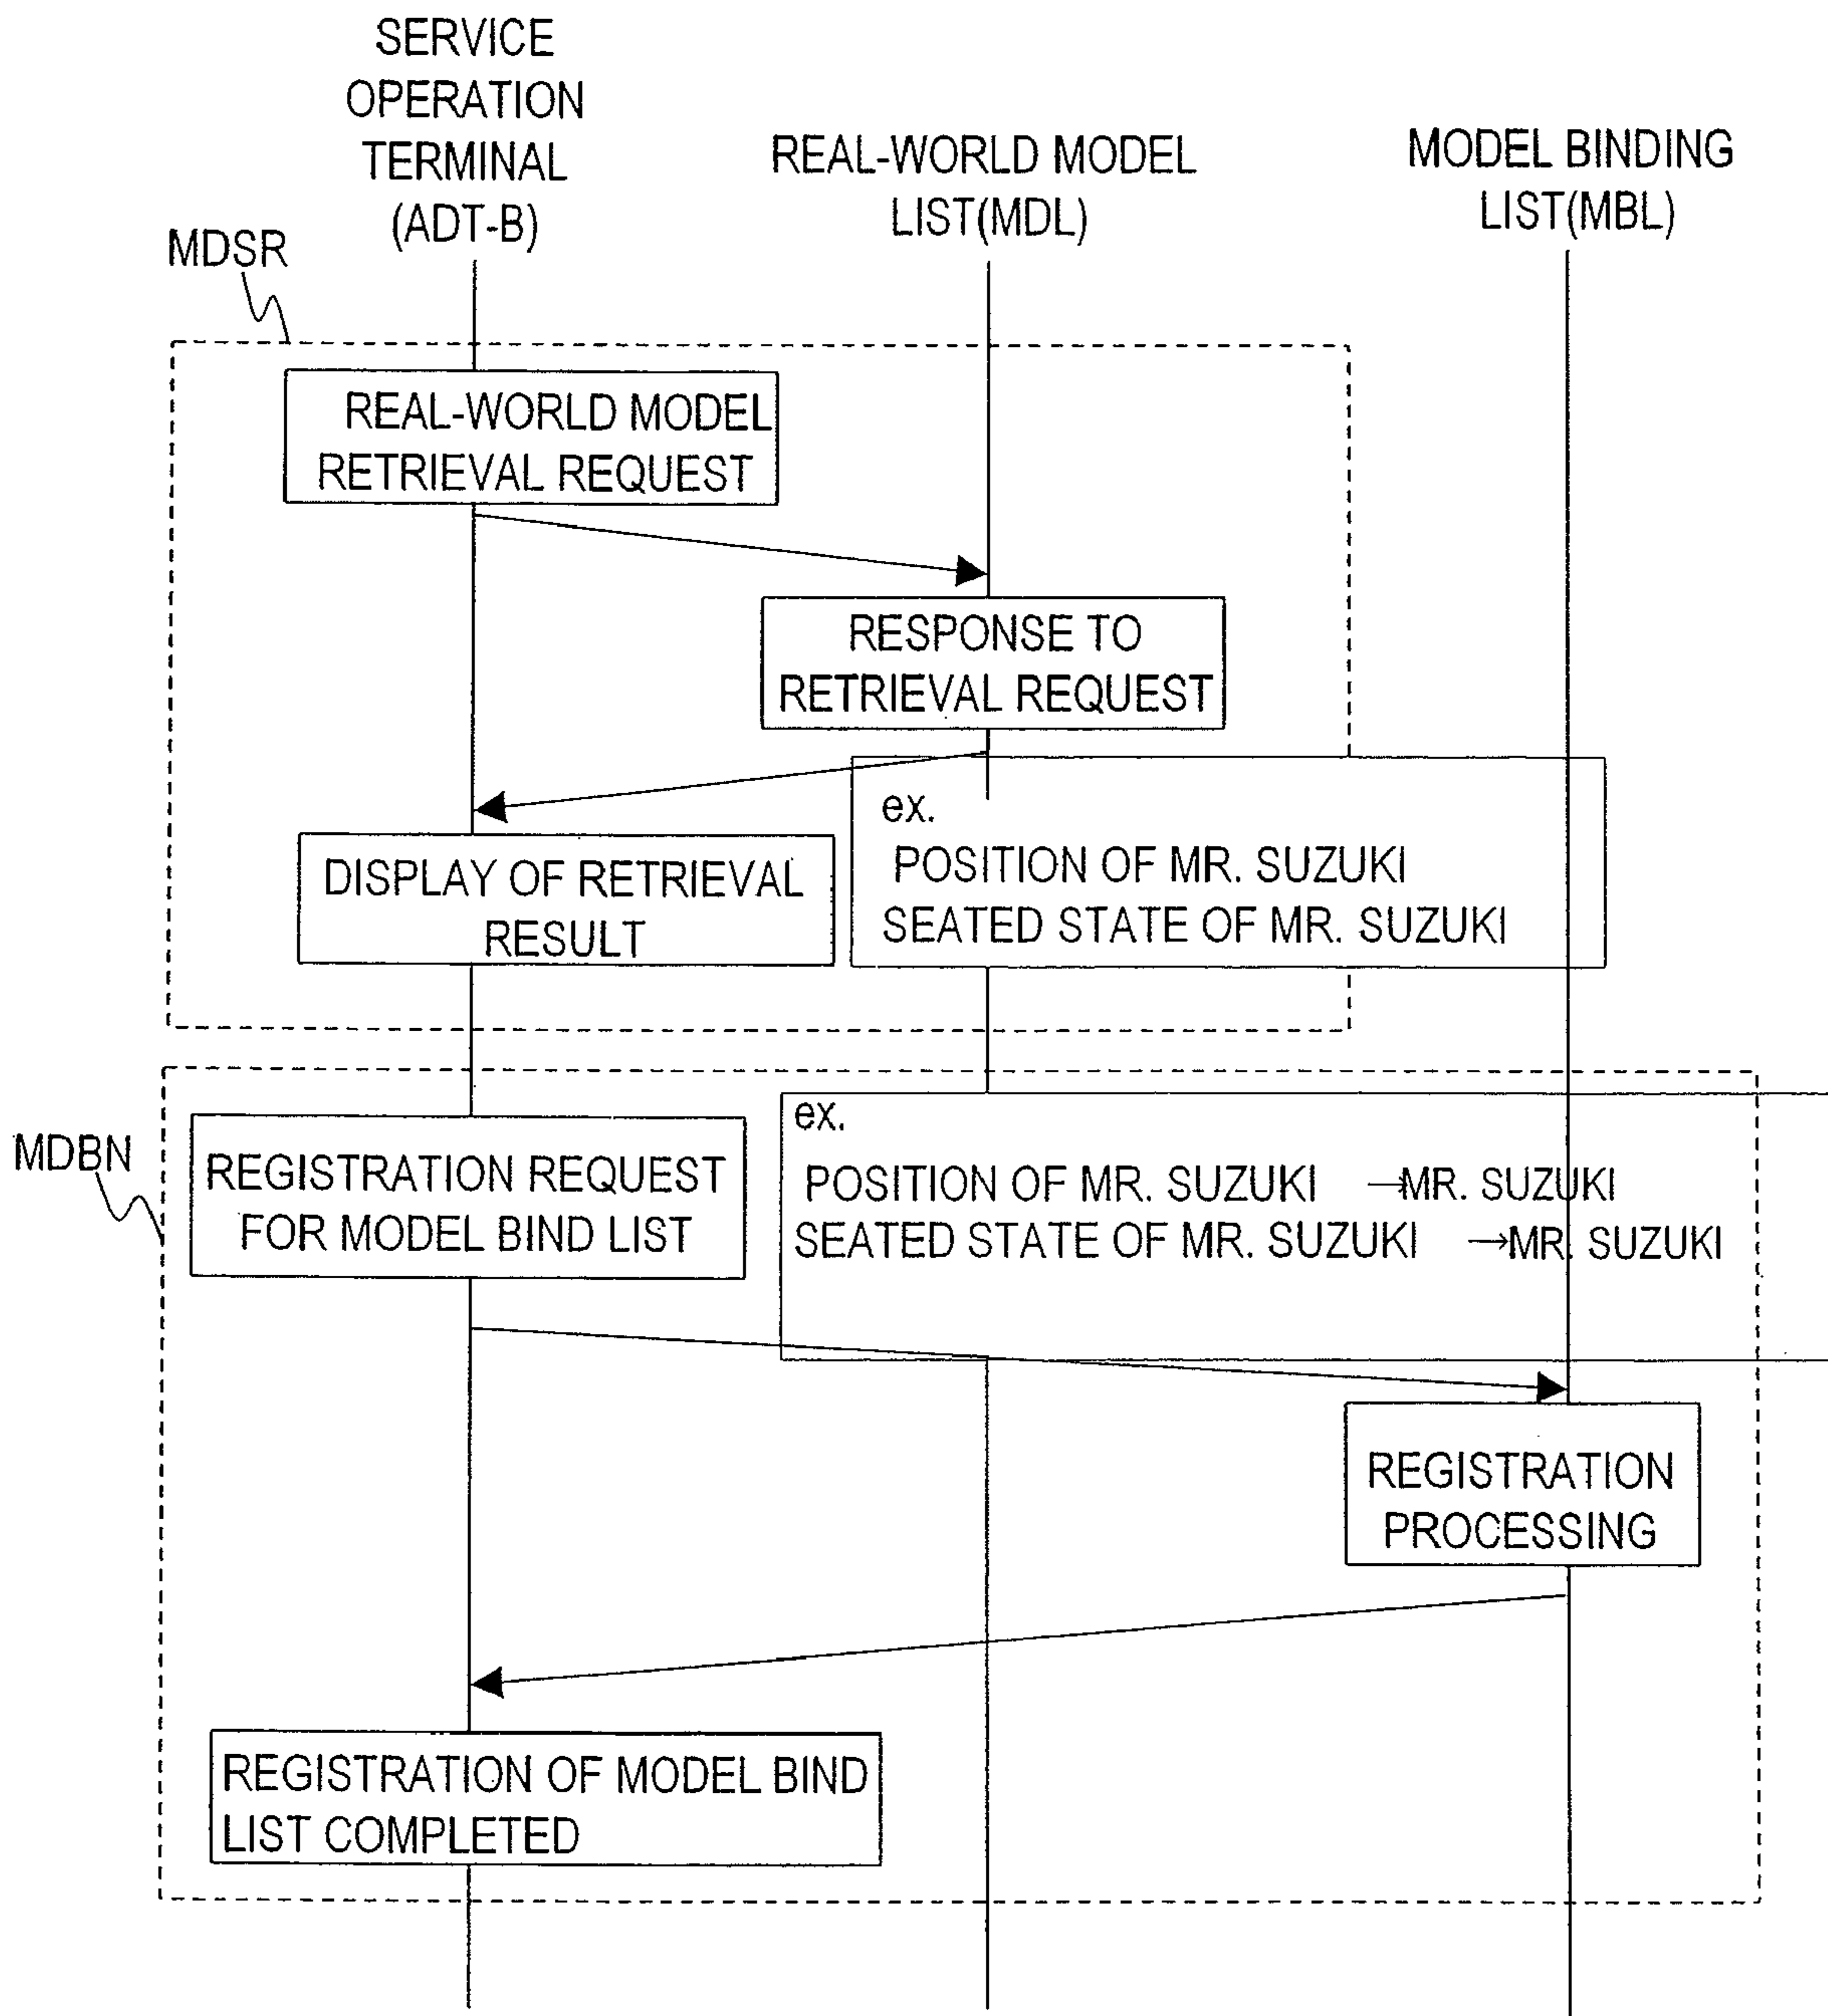 SERVICE
OPERATION
TERMINAL
(ADT-B)
REAL-WORLD MODEL
LIST(MDL)
MODEL BINDING
LIST(MBL)
MDSR
REAL-WORLD MODEL
RETRIEVAL REQUEST
RESPONSE TO
RETRIEVAL REQUEST
ex.
POSITION OF MR. SUZUKI
SEATED STATE OF MR. SUZUKI
DISPLAY OF RETRIEVAL
RESULT
MDBN
REGISTRATION REQUEST
FOR MODEL BIND LIST
ex.
POSITION OF MR. SUZUKI →MR. SUZUKI
SEATED STATE OF MR. SUZUKI →MR. SUZUKI
REGISTRATION
PROCESSING
REGISTRATION OF MODEL BIND
LIST COMPLETED